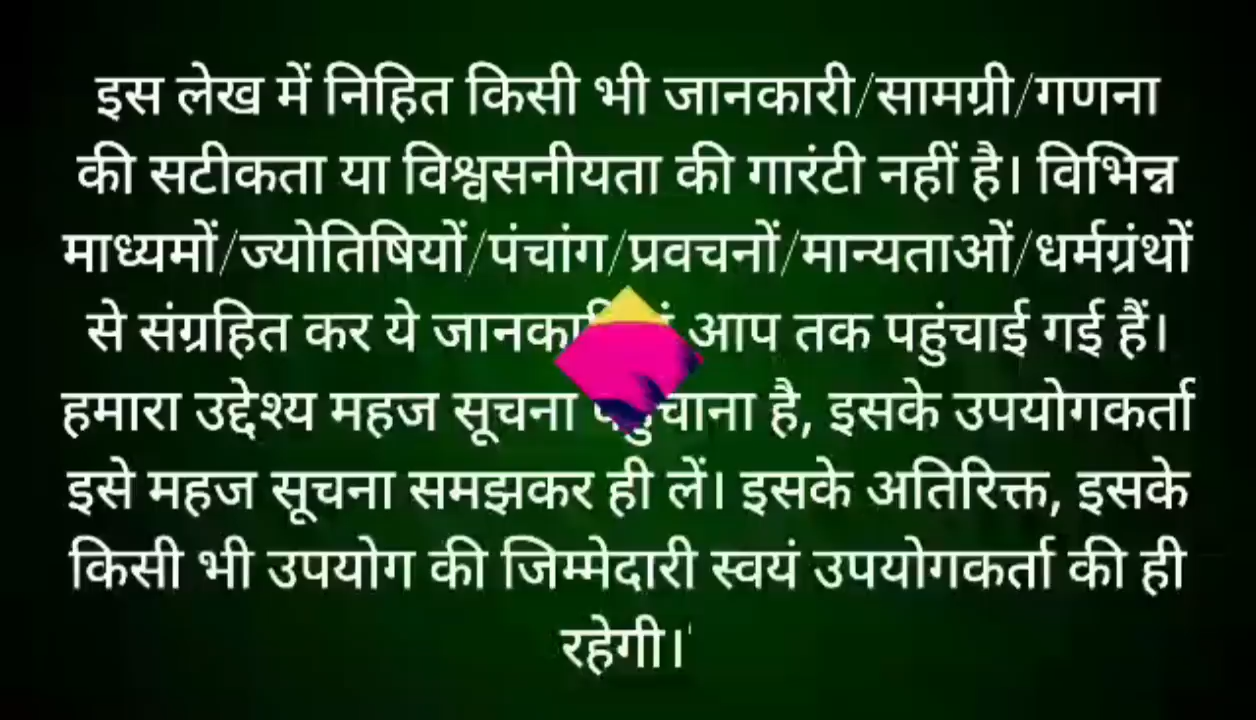 इस लेख में निहित किसी भी जानकारी/सामग्री/गणना
की सटीकता या विश्वसनीयता की गारंटी नहीं है। विभिन्न
माध्यमों/ज्योतिषियों/पंचांग/प्रवचनों/मान्यताओं/धर्मग्रंथों
से संग्रहित कर ये आप तक पहुंचाई गई हैं।
हमारा उद्देश्य महज सूचना है, इसके उपयोगकर्ता
इसे महज सूचना समझकर ही लें। इसके अतिरिक्त, इसके
किसी भी उपयोग की जिम्मेदारी स्वयं उपयोगकर्ता की ही
रहेगी।'